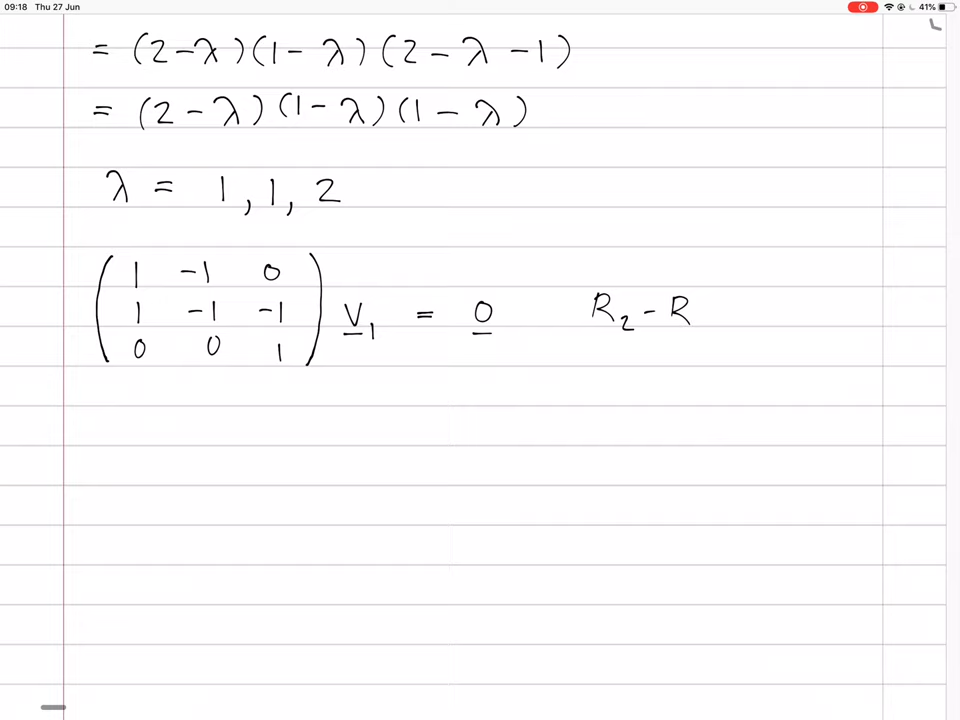 09:18 Thu 27 Jun 41%
= (2-λ)(1-λ)(2-λ-1)
= (2-λ)(1-λ)(1-λ)
λ = 1, 1, 2
1 -1 0
1 -1 -1 V₁ = 0 R₂ - R
0 0 1